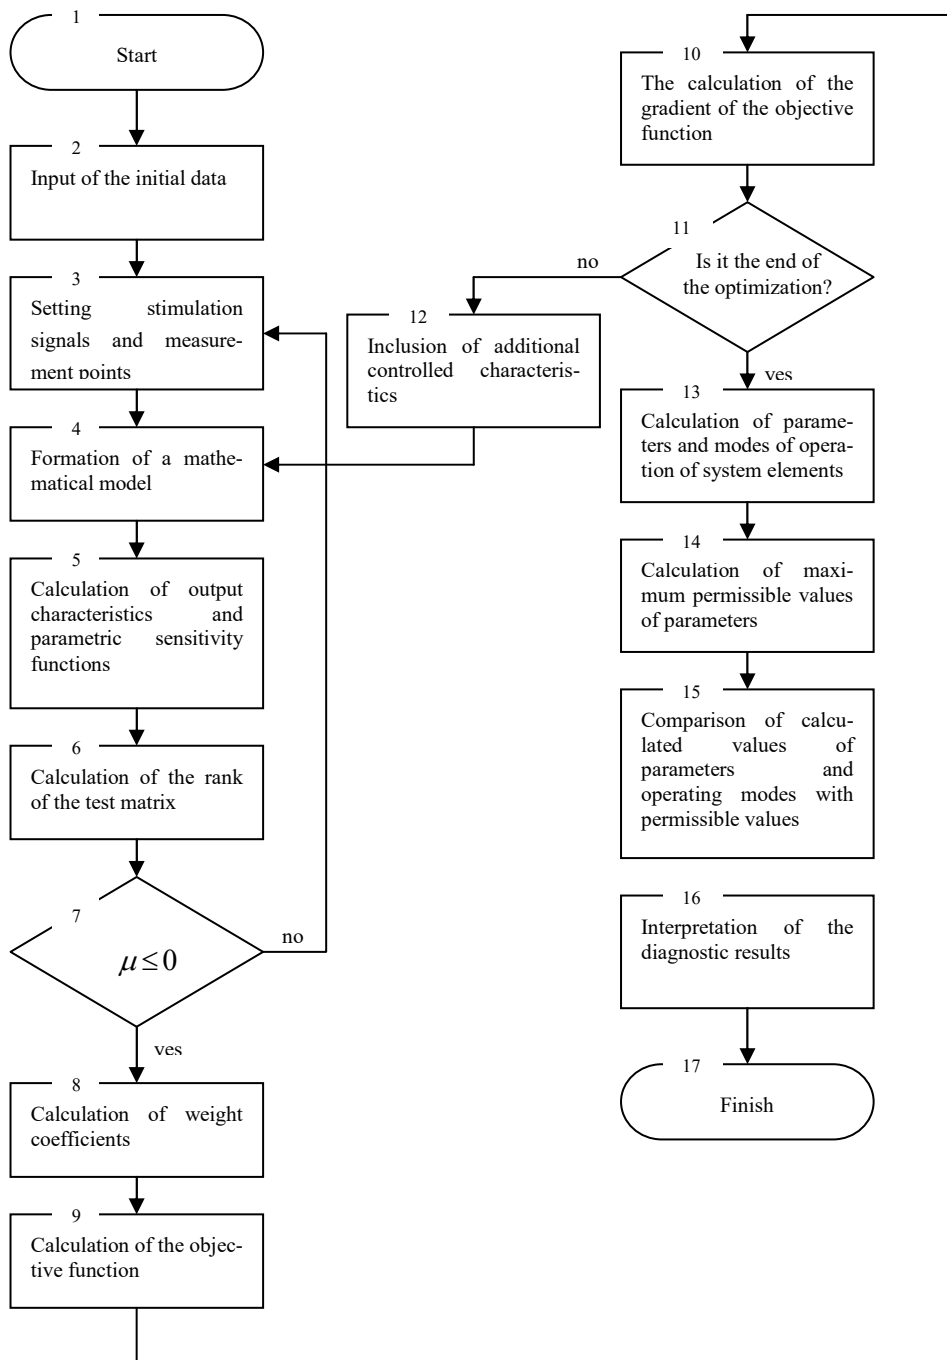 1
Start
2
Input of the initial data
3
Setting stimulation
signals and measure-
ment points
4
Formation of a mathe-
matical model
5
Calculation of output
characteristics and
parametric sensitivity
functions
6
Calculation of the rank
of the test matrix
7
μ ≤ 0
no
yes
8
Calculation of weight
coefficients
9
Calculation of the objec-
tive function
10
The calculation of the
gradient of the objective
function
11
Is it the end of
the optimization?
no
yes
12
Inclusion of additional
controlled characteris-
tics
13
Calculation of parame-
ters and modes of opera-
tion of system elements
14
Calculation of maxi-
mum permissible values
of parameters
15
Comparison of calcu-
lated values of
parameters and
operating modes with
permissible values
16
Interpretation of the
diagnostic results
17
Finish